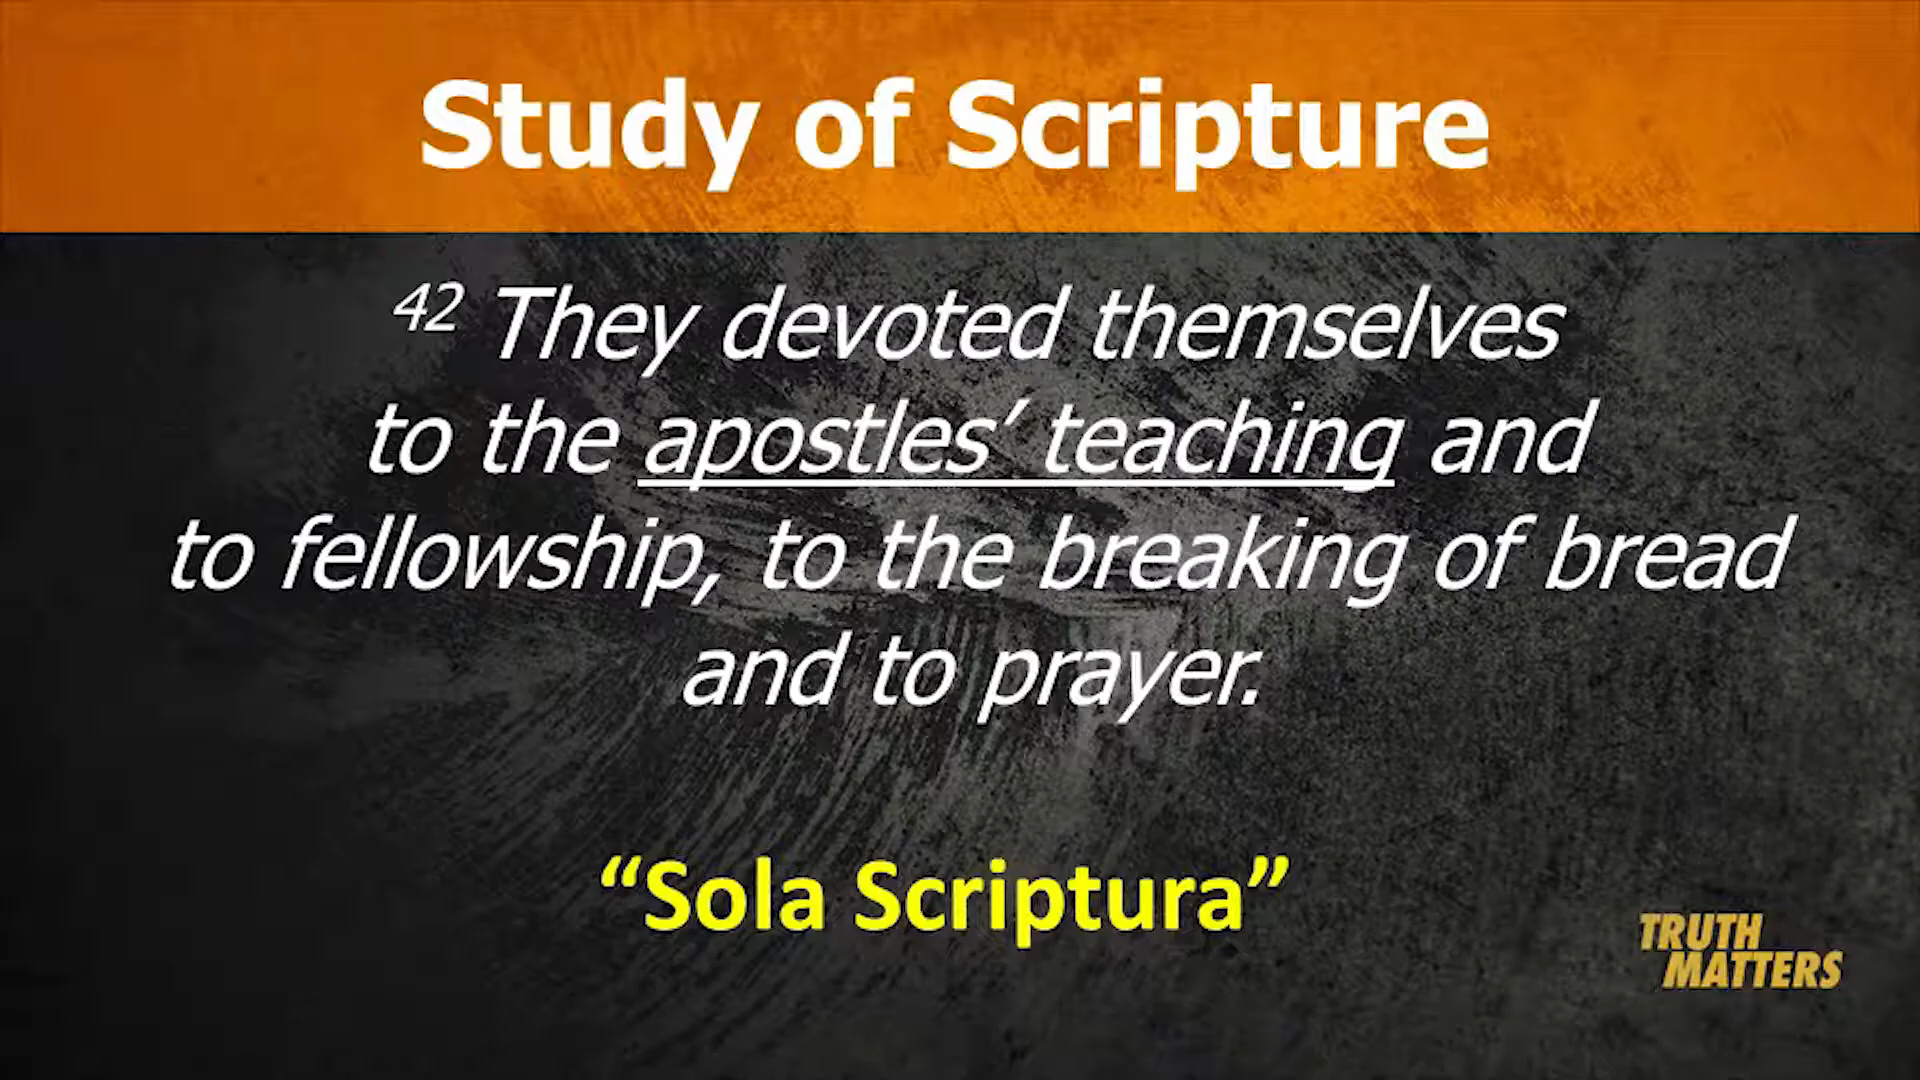 Study of Scripture
42 They devoted themselves
to the apostles’ teaching and
to fellowship, to the breaking of bread
and to prayer.
“Sola Scriptura”
TRUTH
MATTERS